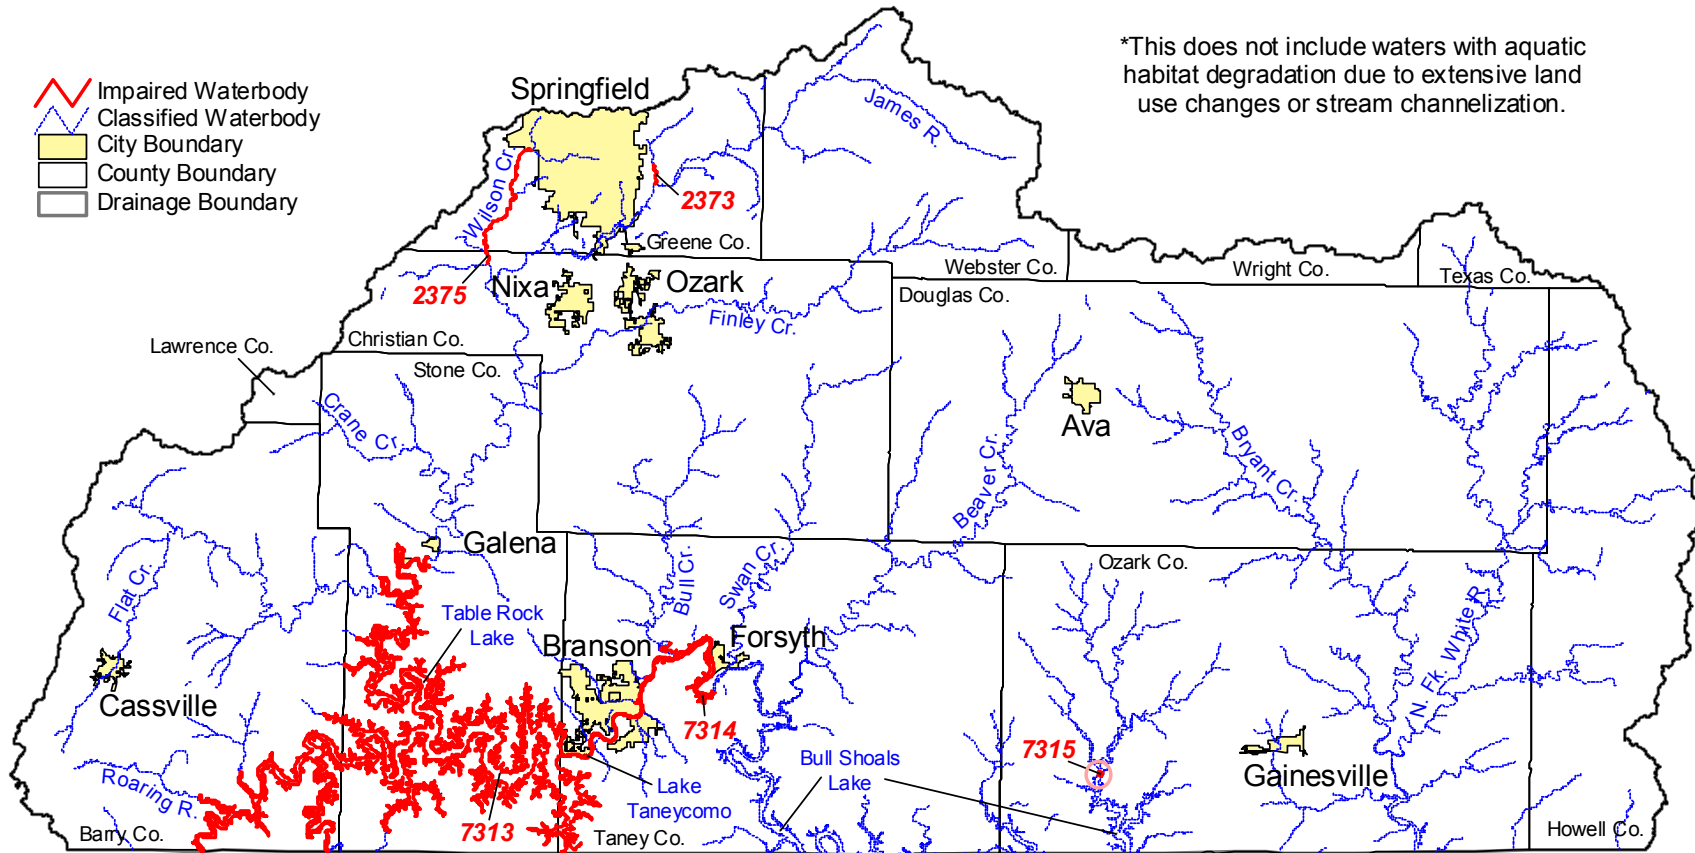 *This does not include waters with aquatic
habitat degradation due to extensive land
use changes or stream channelization.
Impaired Waterbody
Classified Waterbody
City Boundary
County Boundary
Drainage Boundary
Springfield
James R.
Wilson Cr.
2373
Greene Co.
Webster Co.
Wright Co.
Texas Co.
2375
Nixa
Ozark
Douglas Co.
Finley Cr.
Lawrence Co.
Christian Co.
Stone Co.
Crane Cr.
Ava
Beaver Cr.
Bryant Cr.
Galena
Ozark Co.
Flat Cr.
Bull Cr.
Swan Cr.
Table Rock
Lake
Branson
Forsyth
N. Fk. White R.
Cassville
7314
7315
Bull Shoals
Lake
Gainesville
Roaring R.
Lake
Taneycomo
7313
Barry Co.
Taney Co.
Howell Co.